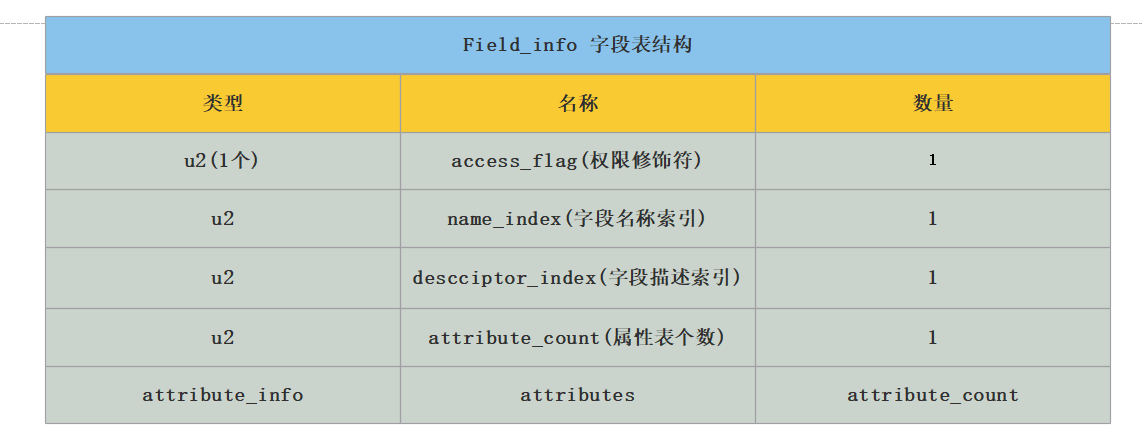 Field_info 字段表结构
类型 名称 数量
u2(1个) access_flag(权限修饰符) 1
u2 name_index(字段名称索引) 1
u2 descciptor_index(字段描述索引) 1
u2 attribute_count(属性表个数) 1
attribute_info attributes attribute_count